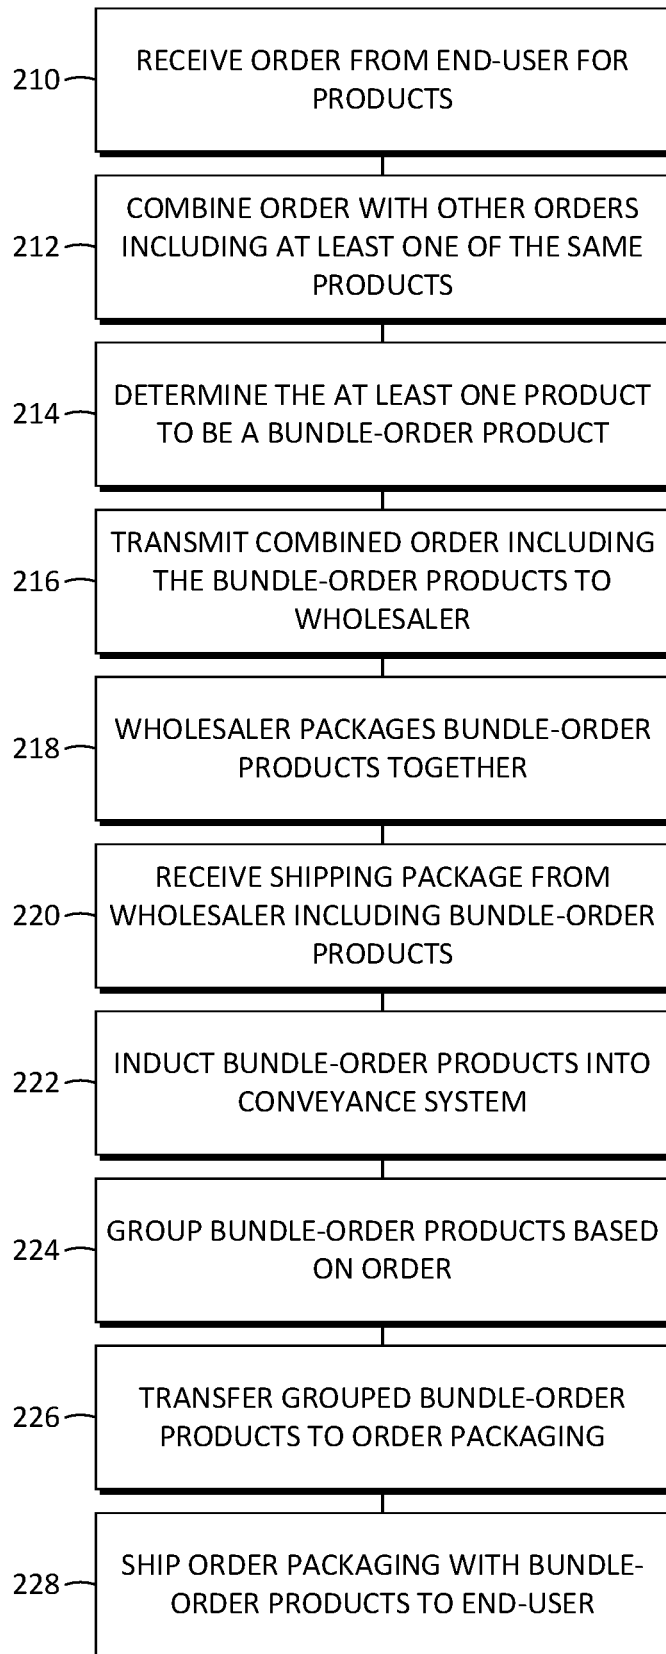 210
RECEIVE ORDER FROM END-USER FOR
PRODUCTS
212
COMBINE ORDER WITH OTHER ORDERS
INCLUDING AT LEAST ONE OF THE SAME
PRODUCTS
214
DETERMINE THE AT LEAST ONE PRODUCT
TO BE A BUNDLE-ORDER PRODUCT
216
TRANSMIT COMBINED ORDER INCLUDING
THE BUNDLE-ORDER PRODUCTS TO
WHOLESALER
218
WHOLESALER PACKAGES BUNDLE-ORDER
PRODUCTS TOGETHER
220
RECEIVE SHIPPING PACKAGE FROM
WHOLESALER INCLUDING BUNDLE-ORDER
PRODUCTS
222
INDUCT BUNDLE-ORDER PRODUCTS INTO
CONVEYANCE SYSTEM
224
GROUP BUNDLE-ORDER PRODUCTS BASED
ON ORDER
226
TRANSFER GROUPED BUNDLE-ORDER
PRODUCTS TO ORDER PACKAGING
228
SHIP ORDER PACKAGING WITH BUNDLE-
ORDER PRODUCTS TO END-USER